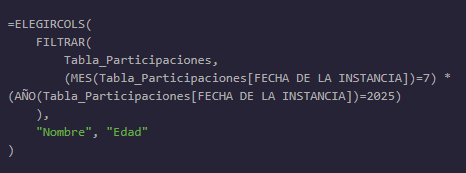 =ELEGIRCOLS(
    FILTRAR(
        Tabla_Participaciones,
        (MES(Tabla_Participaciones[FECHA DE LA INSTANCIA])=7) *
(AÑO(Tabla_Participaciones[FECHA DE LA INSTANCIA])=2025)
    ),
    "Nombre", "Edad"
)